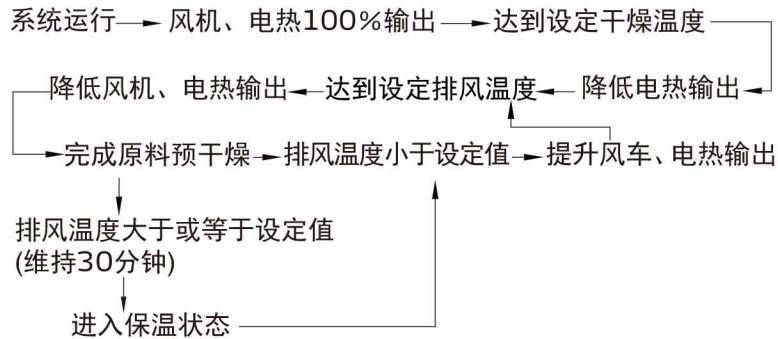 系统运行 风机、电热100%输出 达到设定干燥温度
降低风机、电热输出 达到设定排风温度 降低电热输出
完成原料预干燥 排风温度小于设定值 提升风车、电热输出
排风温度大于或等于设定值
(维持30分钟)
进入保温状态